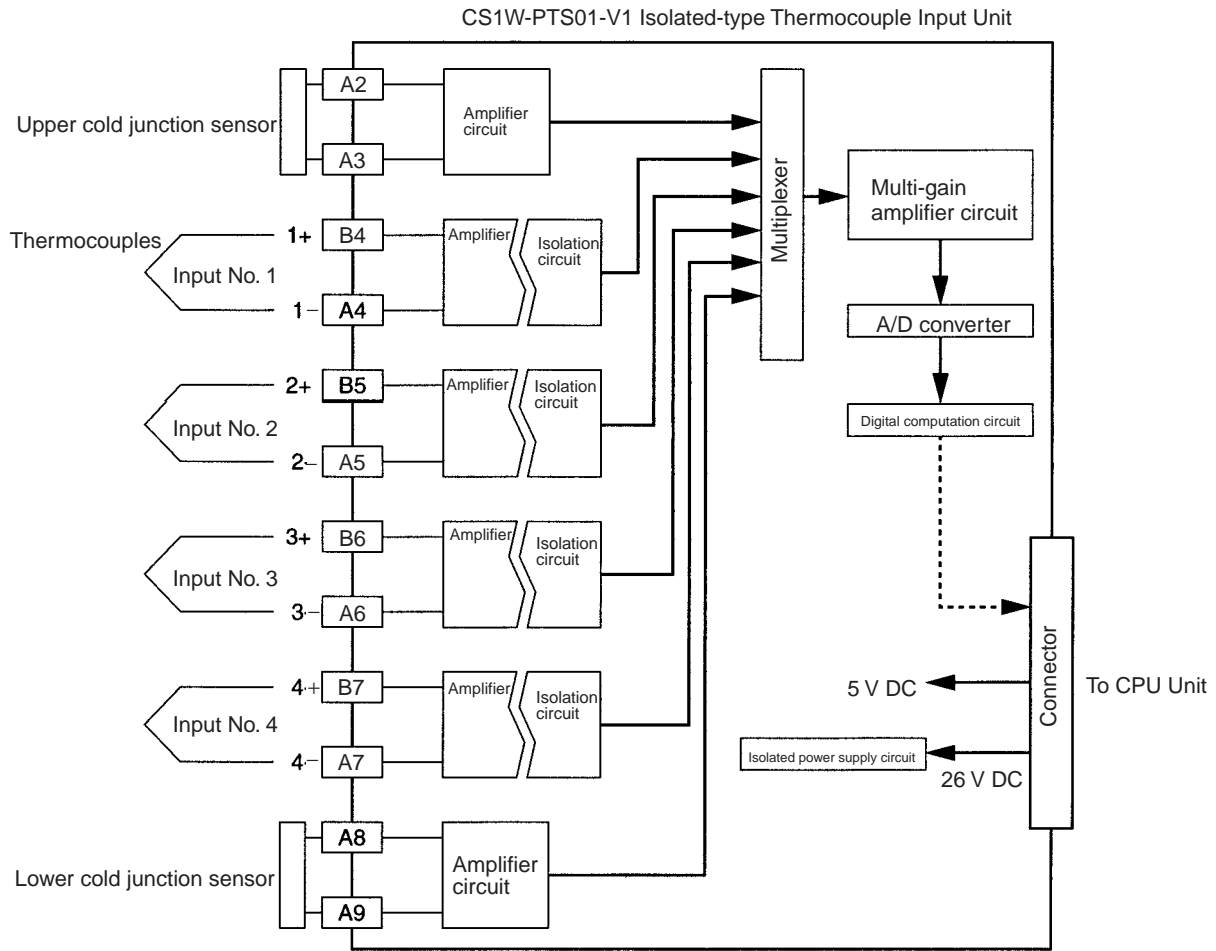 CS1W-PTS01-V1 Isolated-type Thermocouple Input Unit
Upper cold junction sensor
A2
A3
Amplifier
circuit
Thermocouples
1+
B4
Input No. 1
1−
A4
Amplifier
Isolation
circuit
2+
B5
Input No. 2
2−
A5
Amplifier
Isolation
circuit
3+
B6
Input No. 3
3−
A6
Amplifier
Isolation
circuit
4+
B7
Input No. 4
4−
A7
Amplifier
Isolation
circuit
Lower cold junction sensor
A8
A9
Amplifier
circuit
Multiplexer
Multi-gain
amplifier circuit
A/D converter
Digital computation circuit
5 V DC
Isolated power supply circuit
26 V DC
Connector
To CPU Unit